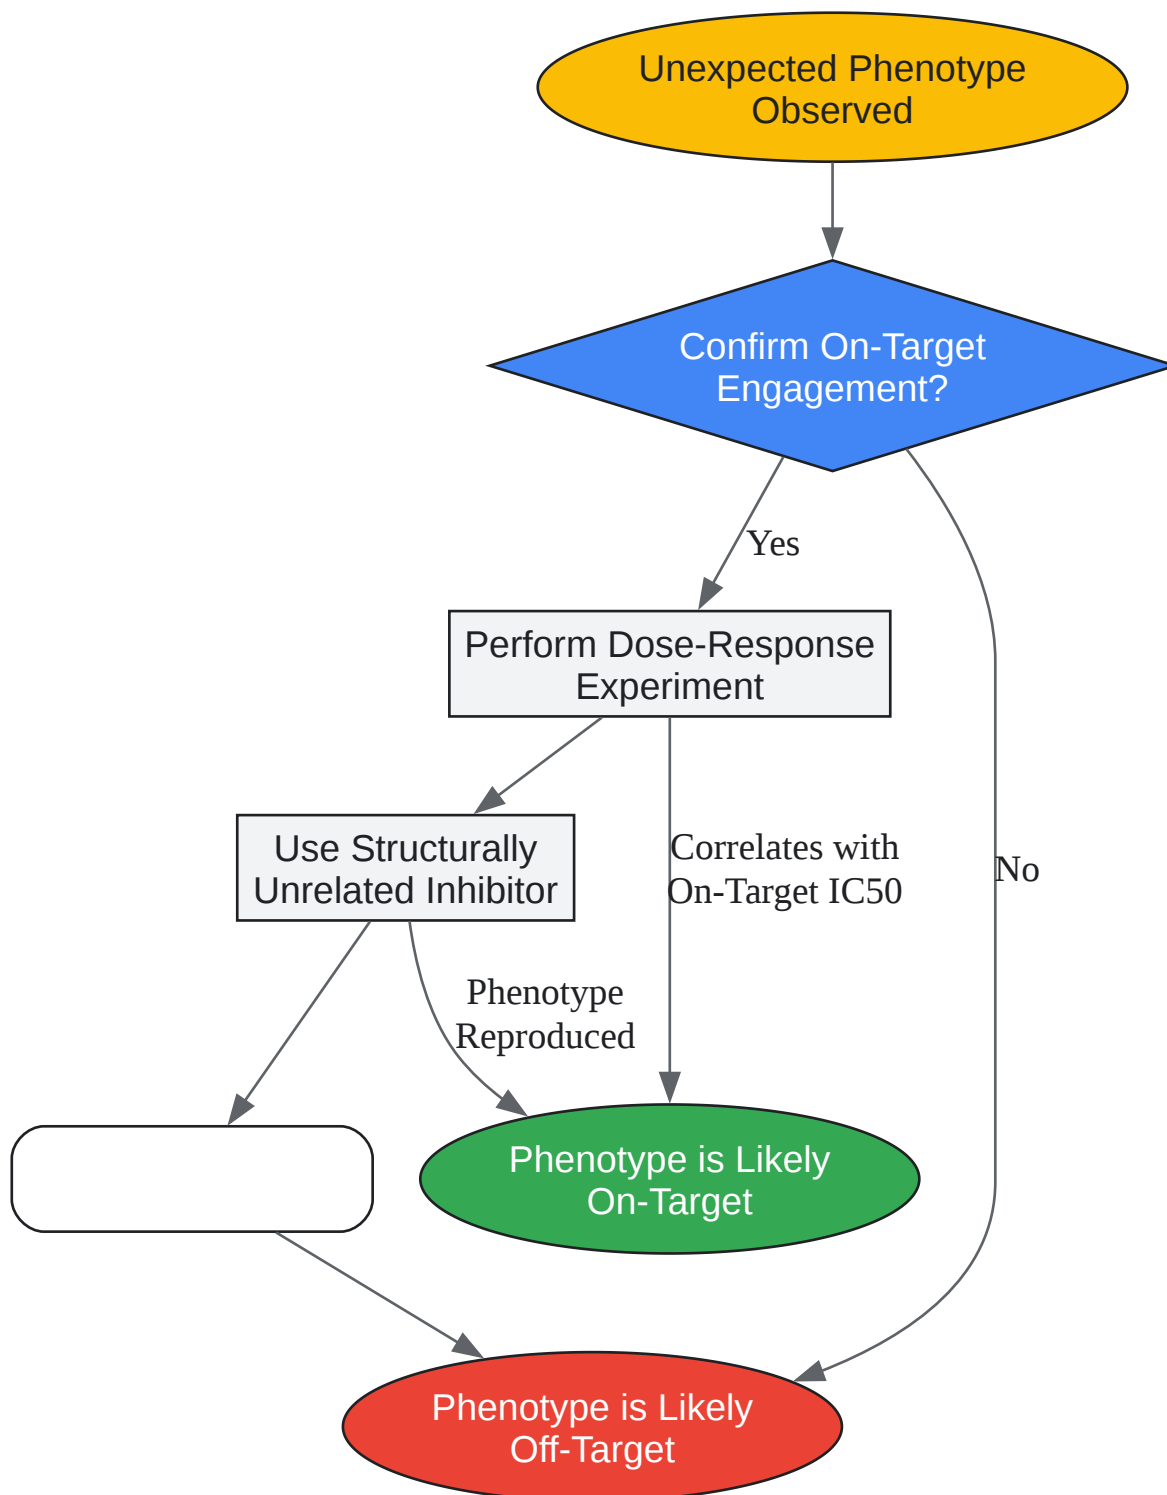 Unexpected Phenotype
Observed
Confirm On-Target
Engagement?
Yes
Perform Dose-Response
Experiment
Use Structurally
Unrelated Inhibitor
Correlates with
On-Target IC50
No
Phenotype
Reproduced
Phenotype is Likely
On-Target
Phenotype is Likely
Off-Target